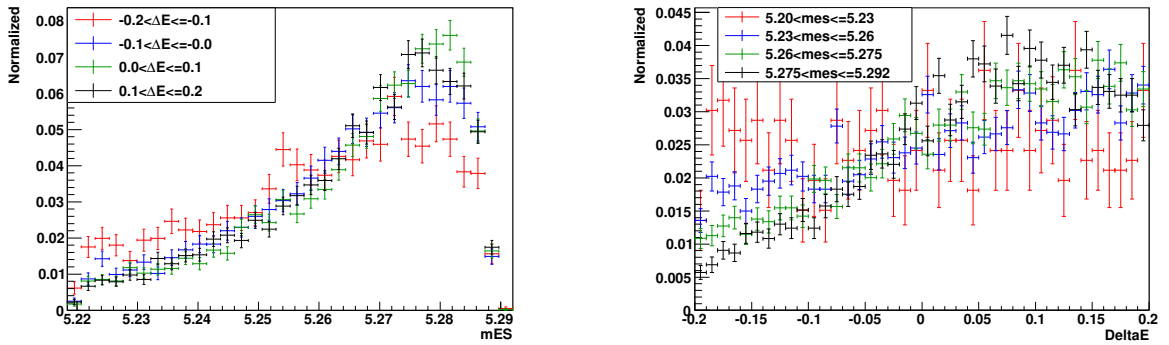 Normalized
0.08
0.07
0.06
0.05
0.04
0.03
0.02
0.01
0
-0.2<ΔE<=-0.1
-0.1<ΔE<=-0.0
0.0<ΔE<=0.1
0.1<ΔE<=0.2
5.22 5.23 5.24 5.25 5.26 5.27 5.28 5.29
mES
Normalized
0.045
0.04
0.035
0.03
0.025
0.02
0.015
0.01
0.005
0
5.20<mes<=5.23
5.23<mes<=5.26
5.26<mes<=5.275
5.275<mes<=5.292
-0.2 -0.15 -0.1 -0.05 0 0.05 0.1 0.15 0.2
DeltaE